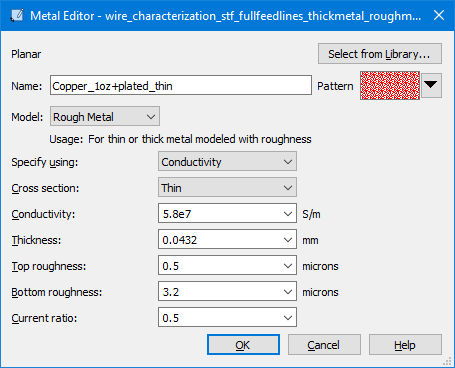 Metal Editor - wire_characterization_stf_fullfeedlines_thickmetal_roughm...
Planar Select from Library...
Name: Copper_1oz+plated_thin Pattern
Model: Rough Metal
Usage: For thin or thick metal modeled with roughness
Specify using: Conductivity
Cross section: Thin
Conductivity: 5.8e7 S/m
Thickness: 0.0432 mm
Top roughness: 0.5 microns
Bottom roughness: 3.2 microns
Current ratio: 0.5
OK Cancel Help